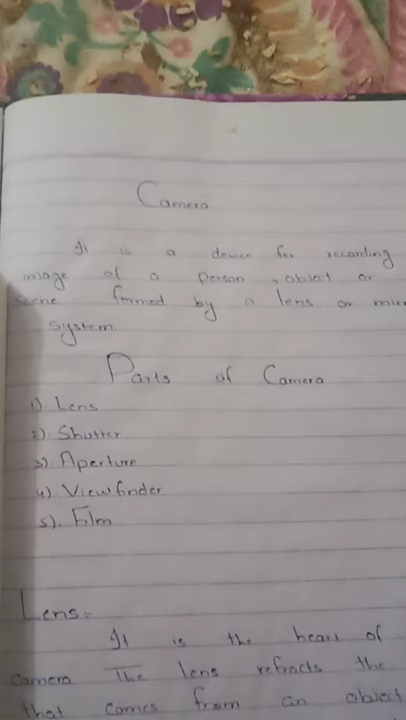 Camera
It is a device for recording
image of a person, object or
Scene formed by a lens or
system.
Parts of Camera
1). Lens
2). Shutter
3) Aperture
4) Viewfinder
5). Film
Lens:-
It is the heart of
camera The lens refracts the
that comes from an object